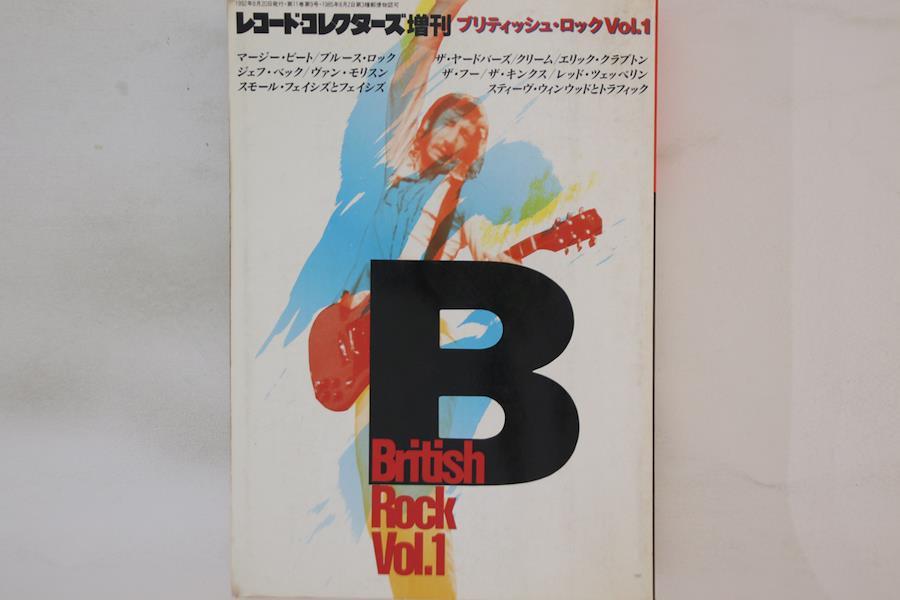 1992年8月20日発行・第11巻第9号・1985年8月2日第3種郵便物認可
レコード・コレクターズ増刊 ブリティッシュ・ロック Vol.1
マージー・ビート/ブルース・ロック
ジェフ・ベック/ヴァン・モリスン
スモール・フェイシズとフェイシズ
ザ・ヤードバーズ/クリーム/エリック・クラプトン
ザ・フー/ザ・キンクス/レッド・ツェッペリン
スティーヴ・ウィンウッドとトラフィック
B
British
Rock
Vol.1